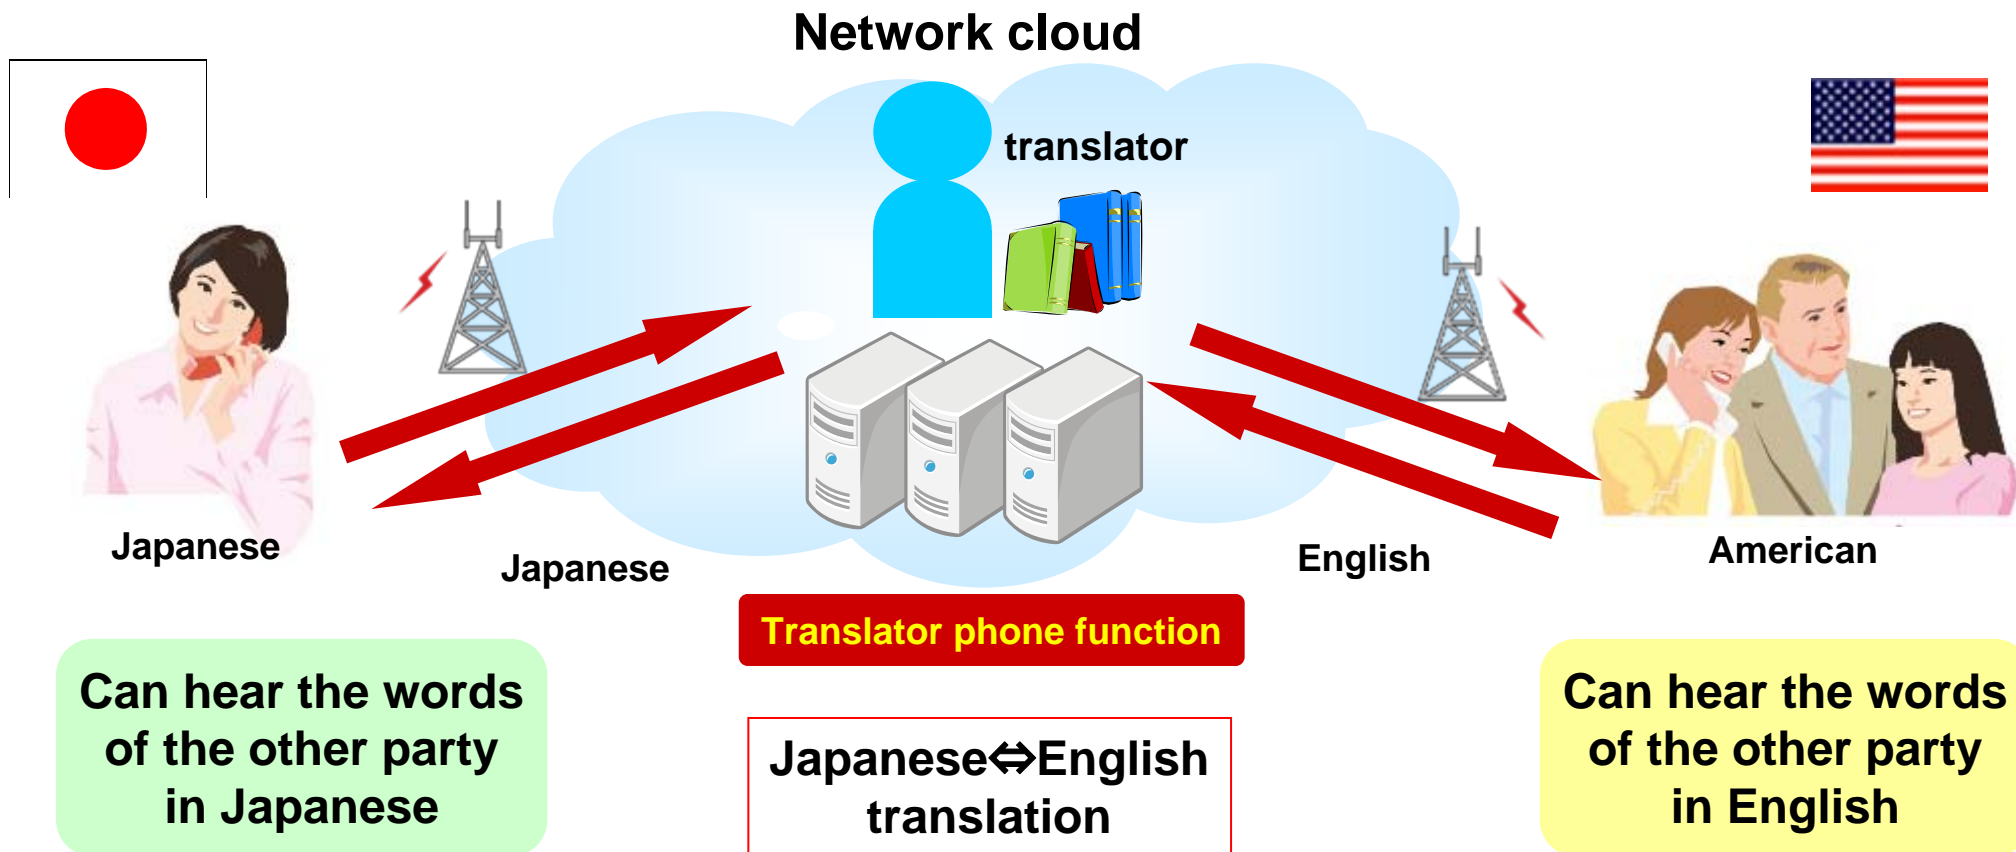 Network cloud
translator
Japanese
Japanese
English
American
Translator phone function
Can hear the words
of the other party
in Japanese
Japanese⇔English
translation
Can hear the words
of the other party
in English